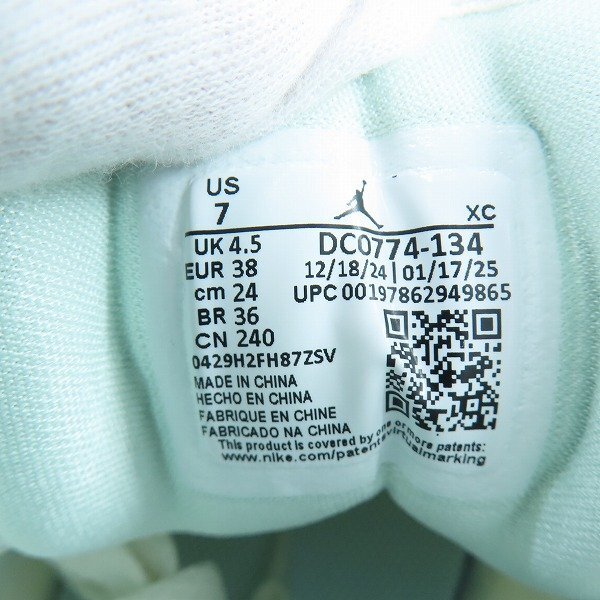 US
7
XC
UK 4.5
DC0774-134
EUR 38
12/18/24 | 01/17/25
cm 24
UPC 00197862949865
BR 36
CN 240
0429H2FH87ZSV
MADE IN CHINA
HECHO EN CHINA
FABRIQUE EN CHINE
FABRICADO NA CHINA
This product is covered by one of more patents:
www.nike.com/patentsvirtualmarking